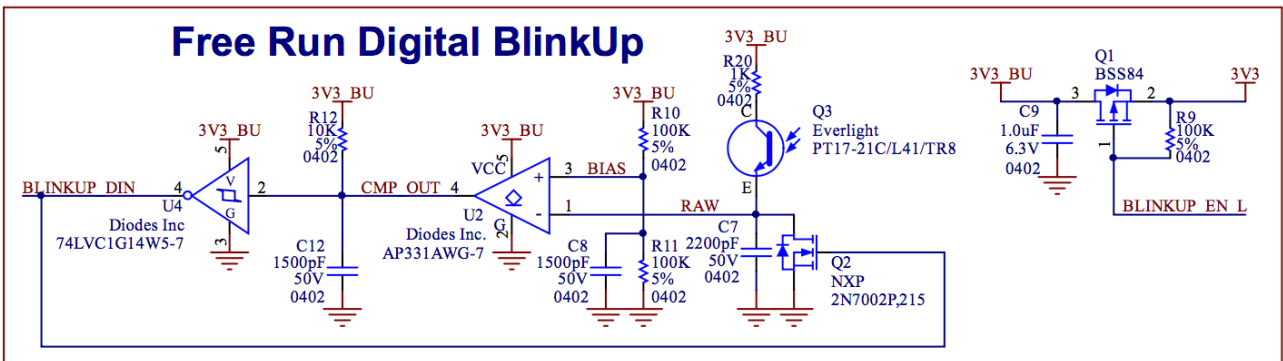 Free Run Digital BlinkUp
3V3_BU
R12
10K
5%
0402
3V3_BU
5
V
G
4
2
3
BLINKUP_DIN
U4
Diodes Inc
74LVC1G14W5-7
C12
1500pF
50V
0402
CMP_OUT
4
VCC
5
+
-
G
2
3
1
U2
Diodes Inc.
AP331AWG-7
BIAS
RAW
3V3_BU
R10
100K
5%
0402
C8
1500pF
50V
0402
R11
100K
5%
0402
3V3_BU
R20
1K
5%
0402
C
E
Q3
Everlight
PT17-21C/L41/TR8
C7
2200pF
50V
0402
Q2
NXP
2N7002P,215
3V3_BU
C9
1.0uF
6.3V
0402
Q1
BSS84
3
2
1
3V3
R9
100K
5%
0402
BLINKUP_EN_L